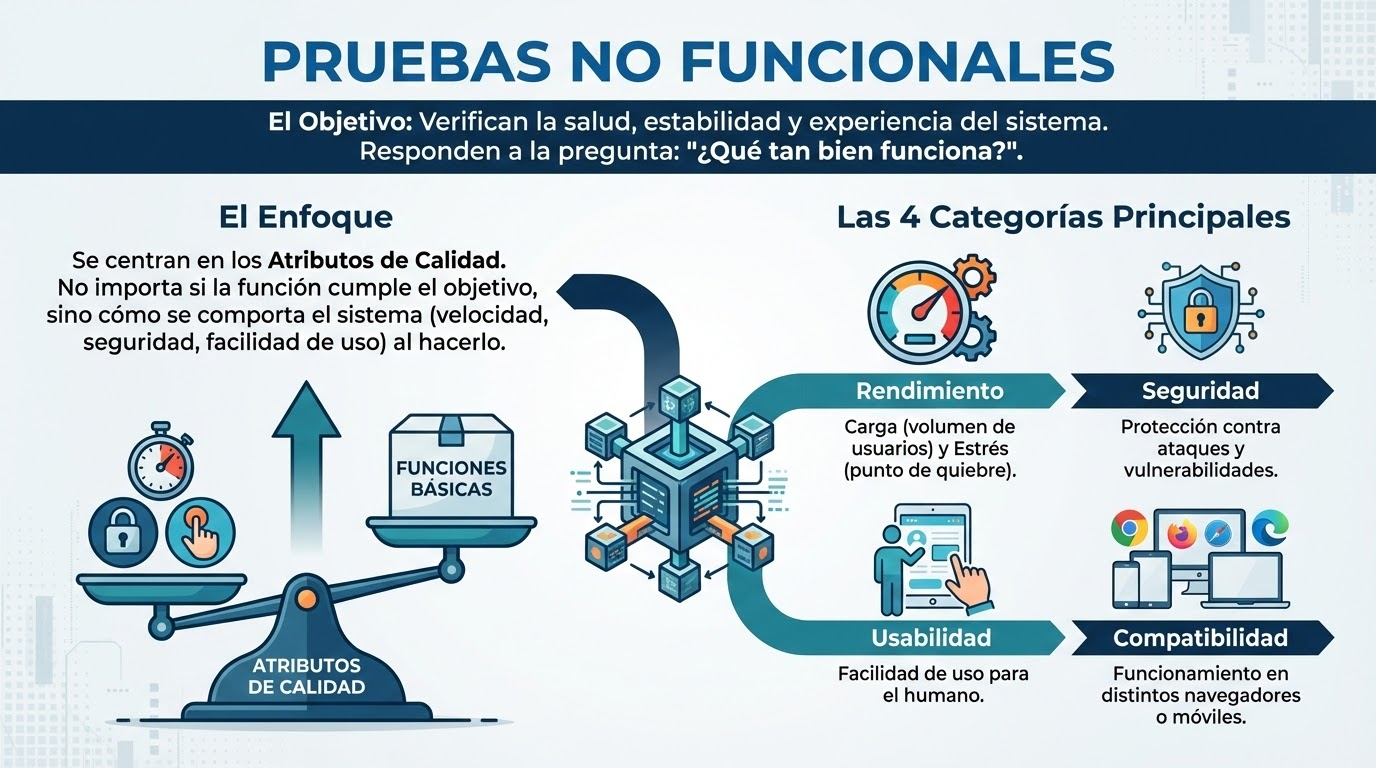 PRUEBAS NO FUNCIONALES
El Objetivo: Verifican la salud, estabilidad y experiencia del sistema.
Responden a la pregunta: "¿Qué tan bien funciona?".
El Enfoque
Se centran en los Atributos de Calidad.
No importa si la función cumple el objetivo,
sino cómo se comporta el sistema (velocidad,
seguridad, facilidad de uso) al hacerlo.
FUNCIONES
BÁSICAS
ATRIBUTOS
DE CALIDAD
Las 4 Categorías Principales
Rendimiento
Carga (volumen de
usuarios) y Estrés
(punto de quiebre).
Seguridad
Protección contra
ataques y
vulnerabilidades.
Usabilidad
Facilidad de uso para
el humano.
Compatibilidad
Funcionamiento en
distintos navegadores
o móviles.